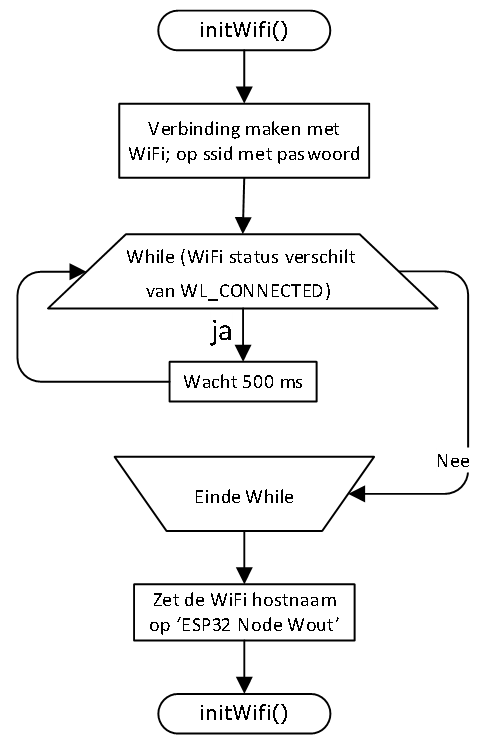 initWifi()
Verbinding maken met
WiFi; op ssid met paswoord
While (WiFi status verschilt
van WL_CONNECTED)
ja
Wacht 500 ms
Nee
Einde While
Zet de WiFi hostnaam
op ‘ESP32 Node Wout’
initWifi()